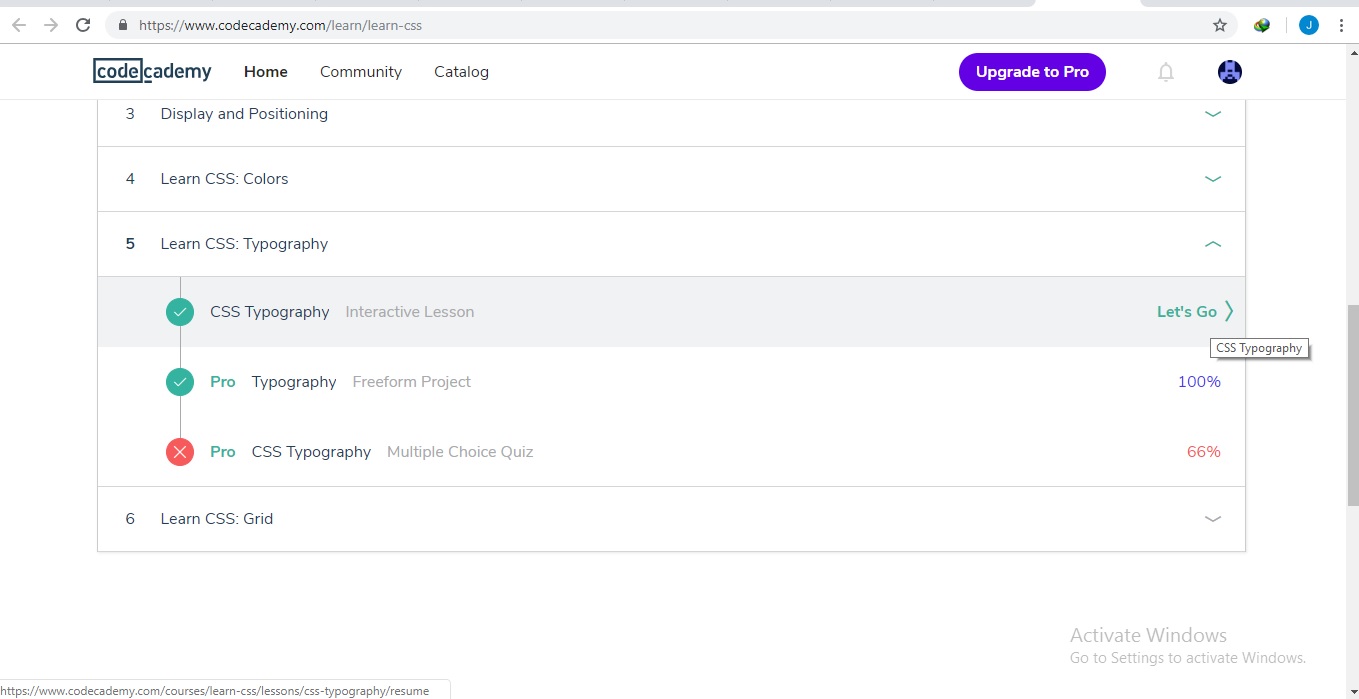 https://www.codecademy.com/learn/learn-css
J
codecademy Home Community Catalog Upgrade to Pro
3 Display and Positioning
4 Learn CSS: Colors
5 Learn CSS: Typography
CSS Typography Interactive Lesson Let's Go
CSS Typography
Pro Typography Freeform Project 100%
Pro CSS Typography Multiple Choice Quiz 66%
6 Learn CSS: Grid
Activate Windows
Go to Settings to activate Windows.
https://www.codecademy.com/courses/learn-css/lessons/css-typography/resume